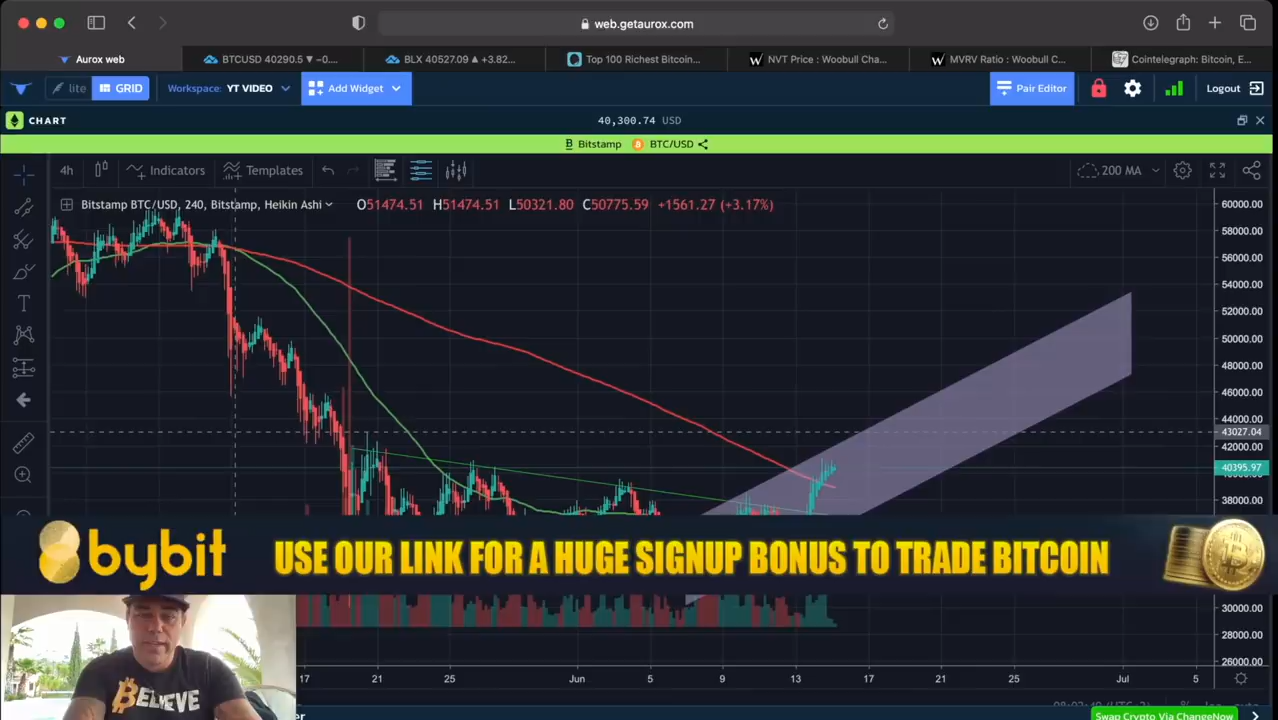 web.getaurox.com
Aurox web
BTCUSD 40290.5 ▼ −0....
BLX 40527.09 ▲ +3.82...
Top 100 Richest Bitcoin...
NVT Price : Woobull Cha...
MVRV Ratio : Woobull C...
Cointelegraph: Bitcoin, E...
lite
GRID
Workspace: YT VIDEO
Add Widget
Pair Editor
Logout
CHART
40,300.74 USD
Bitstamp BTC/USD
4h
Indicators
Templates
200 MA
Bitstamp BTC/USD, 240, Bitstamp, Heikin Ashi
O51474.51 H51474.51 L50321.80 C50775.59 +1561.27 (+3.17%)
60000.00
58000.00
56000.00
54000.00
52000.00
50000.00
48000.00
46000.00
44000.00
43027.04
42000.00
40395.97
38000.00
bybit
USE OUR LINK FOR A HUGE SIGNUP BONUS TO TRADE BITCOIN
30000.00
28000.00
26000.00
BELIEVE
17 21 25 Jun 5 9 13 17 21 25 Jul 5
Swap Crypto Via ChangeNow